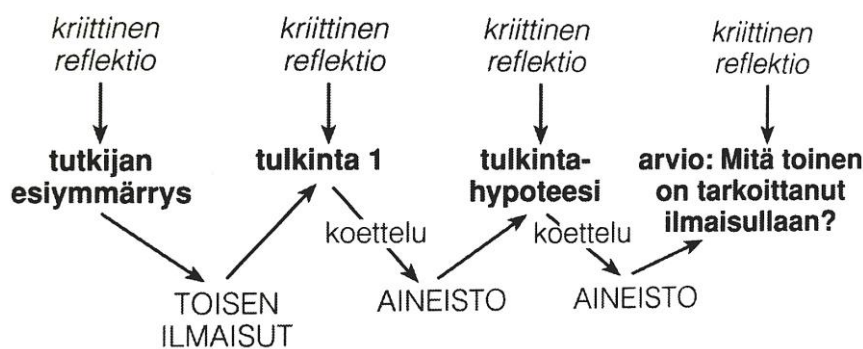 kriittinen
reflektio
kriittinen
reflektio
kriittinen
reflektio
kriittinen
reflektio
tutkijan
esiymmärrys
tulkinta 1
tulkinta-
hypoteesi
arvio: Mitä toinen
on tarkoittanut
ilmaisullaan?
koettelu
koettelu
TOISEN
ILMAISUT
AINEISTO
AINEISTO